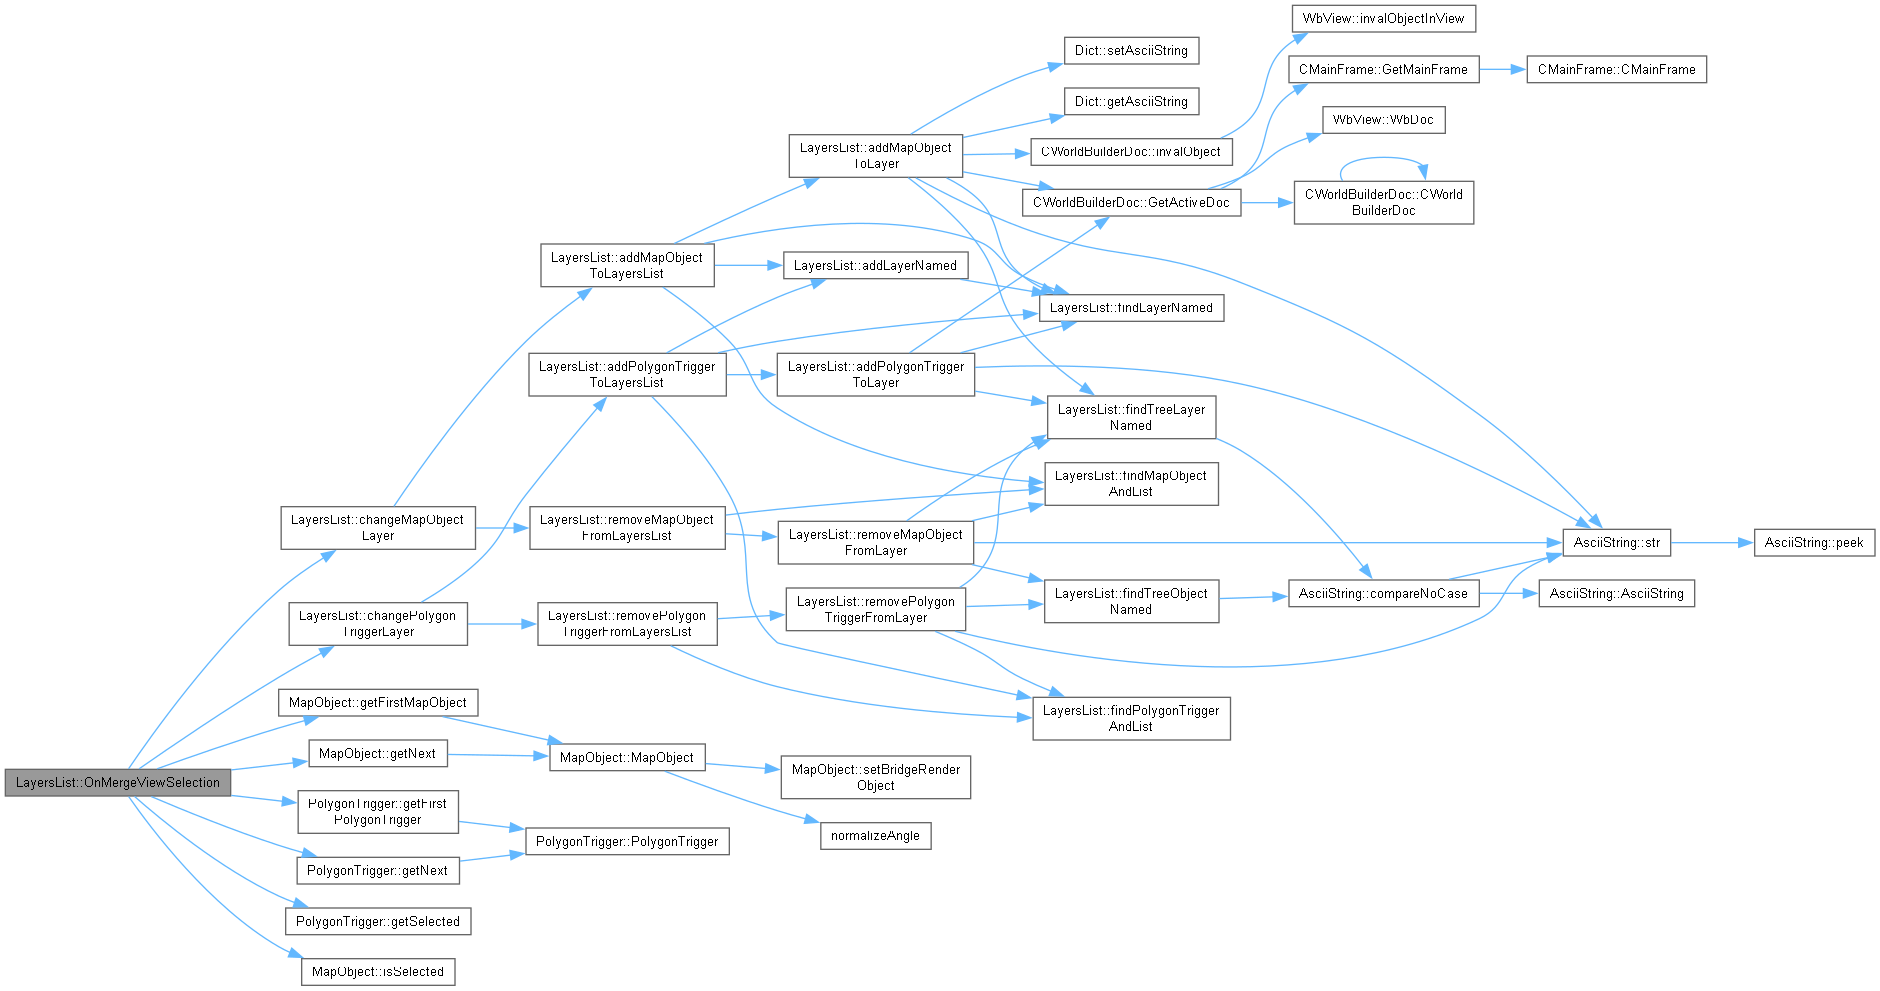 LayersList::OnMergeViewSelection
LayersList::changeMapObject
Layer
LayersList::addMapObject
ToLayersList
LayersList::addMapObject
ToLayer
Dict::setAsciiString
Dict::getAsciiString
CWorldBuilderDoc::invalObject
WbView::invalObjectInView
CWorldBuilderDoc::GetActiveDoc
CMainFrame::GetMainFrame
CMainFrame::CMainFrame
WbView::WbDoc
CWorldBuilderDoc::CWorld
BuilderDoc
LayersList::addLayerNamed
LayersList::findLayerNamed
LayersList::addPolygonTrigger
ToLayersList
LayersList::addPolygonTrigger
ToLayer
LayersList::findTreeLayer
Named
LayersList::findMapObject
AndList
LayersList::removeMapObject
FromLayersList
LayersList::removeMapObject
FromLayer
AsciiString::str
AsciiString::peek
LayersList::findTreeObject
Named
AsciiString::compareNoCase
AsciiString::AsciiString
LayersList::changePolygon
TriggerLayer
LayersList::removePolygon
TriggerFromLayersList
LayersList::removePolygon
TriggerFromLayer
LayersList::findPolygonTrigger
AndList
MapObject::getFirstMapObject
MapObject::getNext
MapObject::MapObject
MapObject::setBridgeRender
Object
normalizeAngle
PolygonTrigger::getFirst
PolygonTrigger
PolygonTrigger::PolygonTrigger
PolygonTrigger::getNext
PolygonTrigger::getSelected
MapObject::isSelected